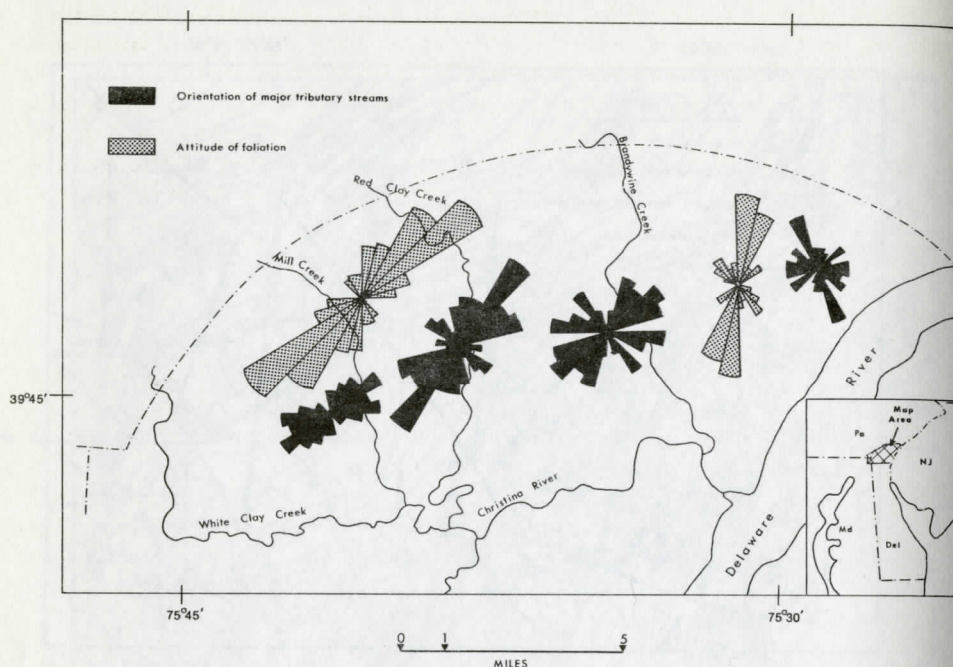 Orientation of major tributary streams
Attitude of foliation
Brandywine Creek
Red Clay Creek
Mill Creek
39°45'
River
Map
Area
Pa
NJ
Christina River
White Clay Creek
Delaware
Md
Del
75°45'
75°30'
0 1 5
MILES